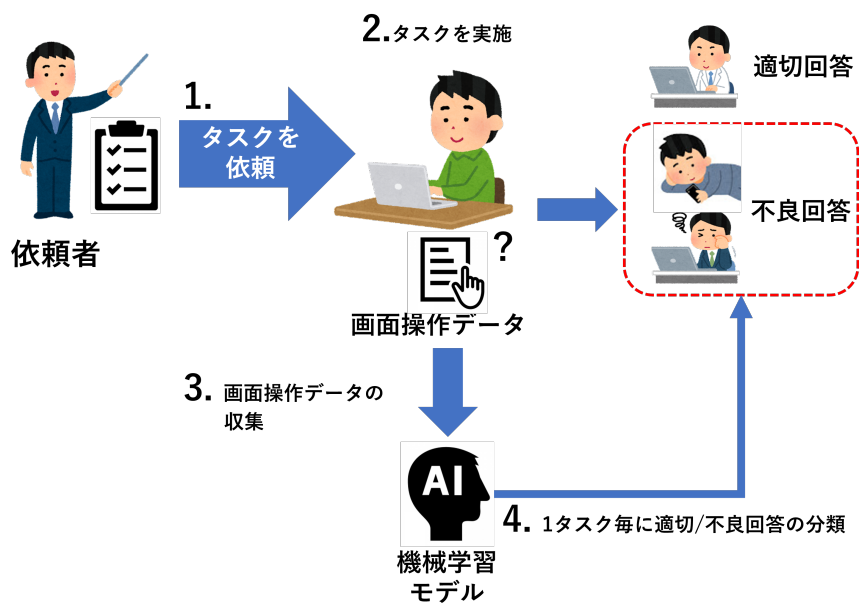 1.
タスクを
依頼
依頼者
2.タスクを実施
?
画面操作データ
適切回答
不良回答
3. 画面操作データの
収集
AI
機械学習
モデル
4. 1タスク毎に適切/不良回答の分類